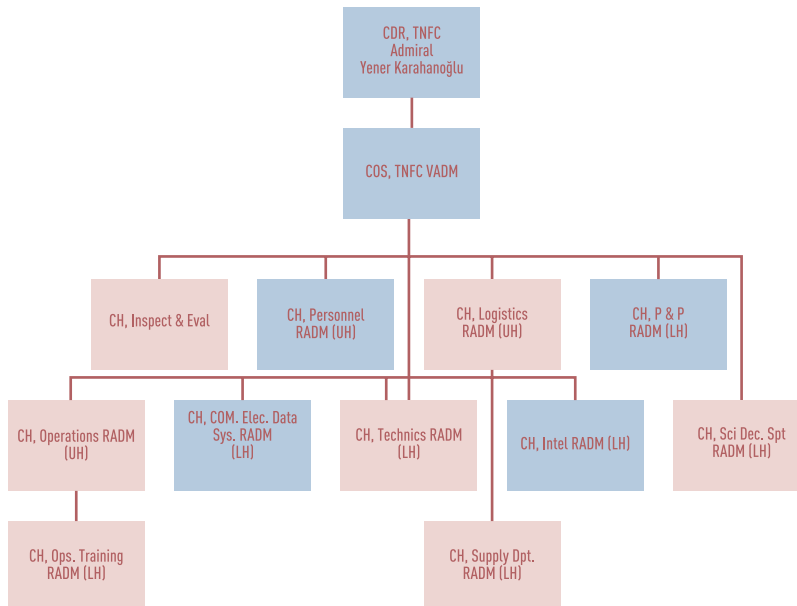 CDR, TNFC
Admiral
Yener Karahanoğlu
COS, TNFC VADM
CH, Inspect & Eval
CH, Personnel
RADM (UH)
CH, Logistics
RADM (UH)
CH, P & P
RADM (LH)
CH, Operations RADM
(UH)
CH, COM. Elec. Data
Sys. RADM
(LH)
CH, Technics RADM
(LH)
CH, Intel RADM (LH)
CH, Sci Dec. Spt
RADM (LH)
CH, Ops. Training
RADM (LH)
CH, Supply Dpt.
RADM (LH)